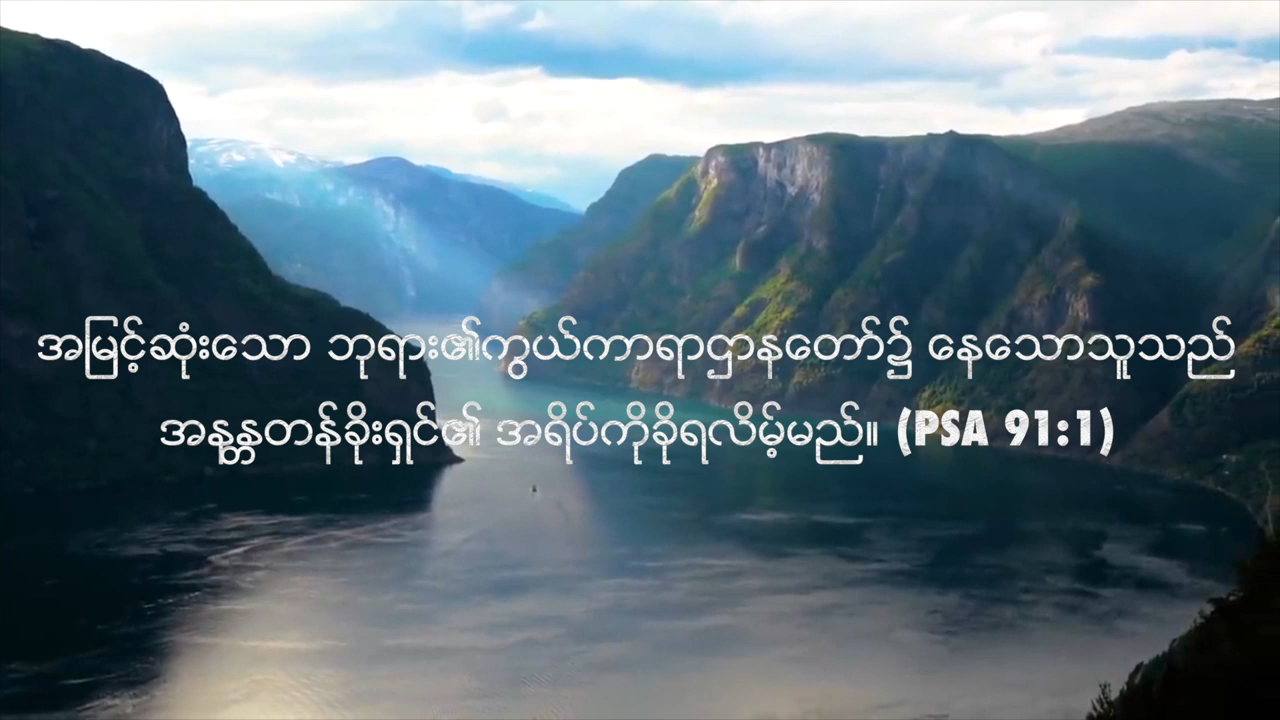 အမြင့်ဆုံးသော ဘုရား၏ကွယ်ကာရာဌာနတော်၌ နေသောသူသည်
အနန္တတန်ခိုးရှင်၏ အရိပ်ကိုခိုရလိမ့်မည်။ (PSA 91:1)